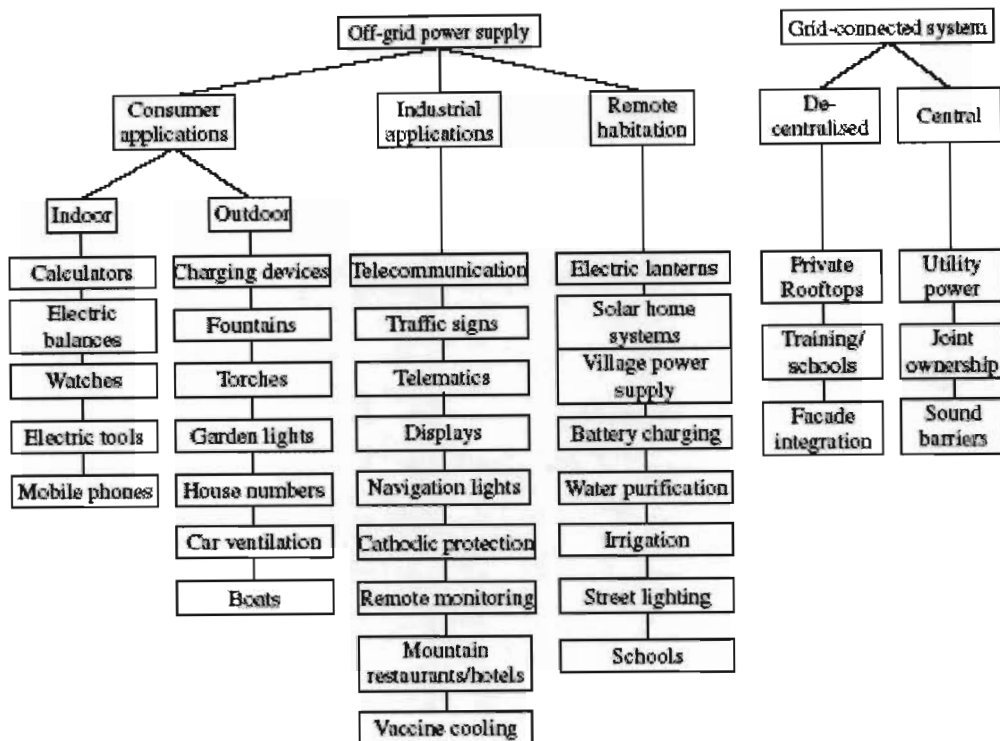 Off-grid power supply
Grid-connected system
Consumer
applications
Industrial
applications
Remote
habitation
De-
centralised
Central
Indoor
Outdoor
Calculators
Electric
balances
Watches
Electric tools
Mobile phones
Charging devices
Fountains
Torches
Garden lights
House numbers
Car ventilation
Boats
Telecommunication
Traffic signs
Telematics
Displays
Navigation lights
Cathodic protection
Remote monitoring
Mountain
restaurants/hotels
Vaccine cooling
Electric lanterns
Solar home
systems
Village power
supply
Battery charging
Water purification
Irrigation
Street lighting
Schools
Private
Rooftops
Training/
schools
Facade
integration
Utility
power
Joint
ownership
Sound
barriers